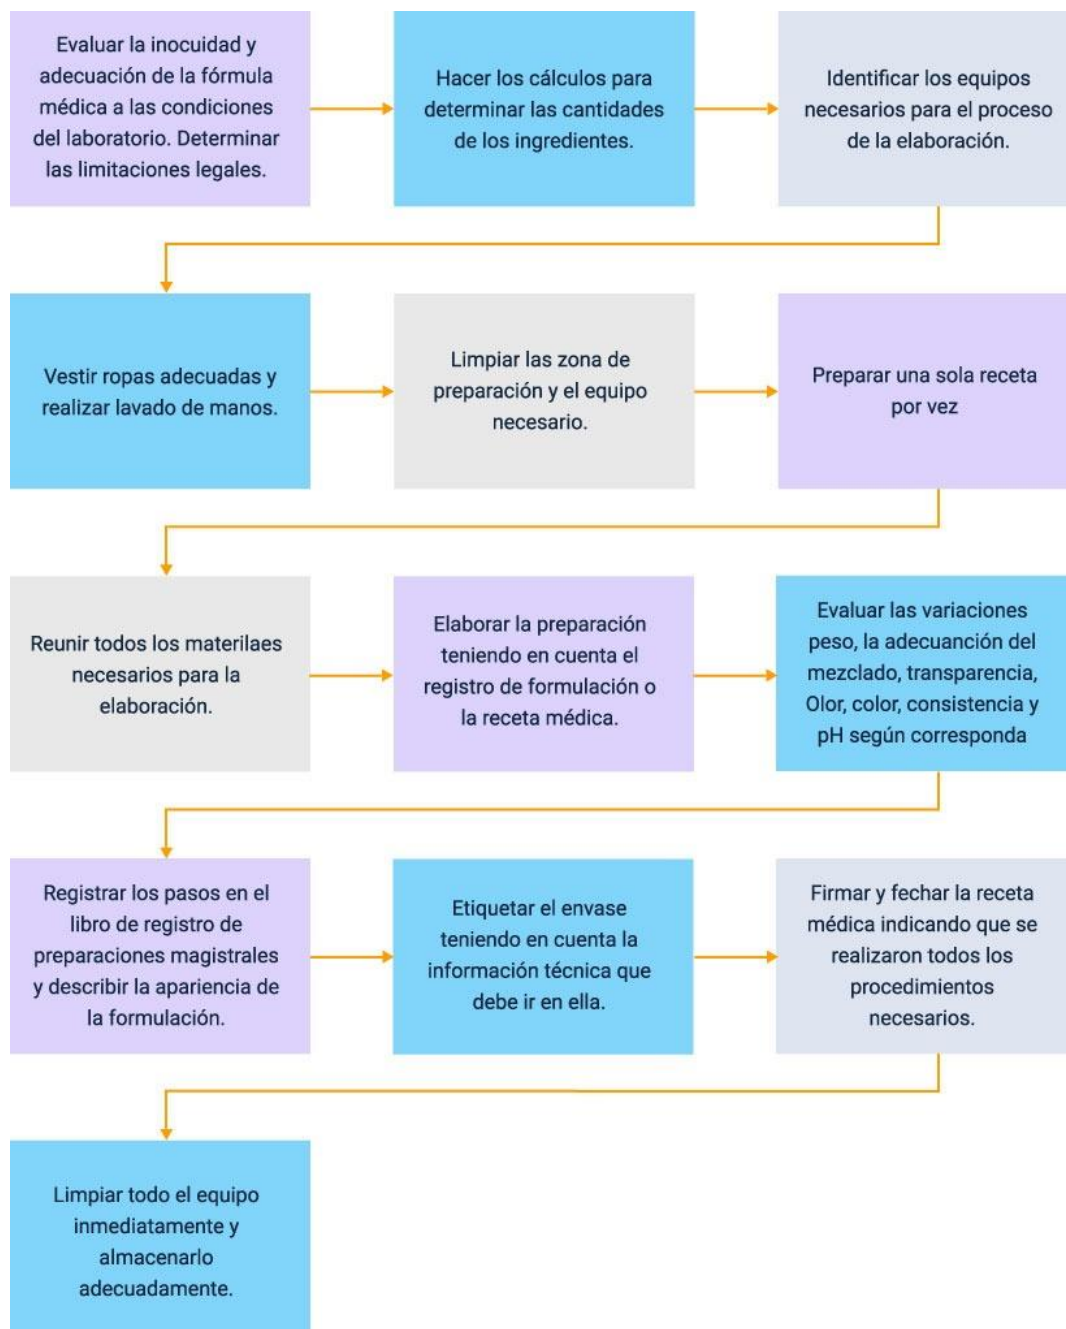 Evaluar la inocuidad y
adecuación de la fórmula
médica a las condiciones
del laboratorio. Determinar
las limitaciones legales.
Hacer los cálculos para
determinar las cantidades
de los ingredientes.
Identificar los equipos
necesarios para el proceso
de la elaboración.
Vestir ropas adecuadas y
realizar lavado de manos.
Limpiar las zona de
preparación y el equipo
necesario.
Preparar una sola receta
por vez
Reunir todos los materilaes
necesarios para la
elaboración.
Elaborar la preparación
teniendo en cuenta el
registro de formulación o
la receta médica.
Evaluar las variaciones
peso, la adecuanción del
mezclado, transparencia,
Olor, color, consistencia y
pH según corresponda
Registrar los pasos en el
libro de registro de
preparaciones magistrales
y describir la apariencia de
la formulación.
Etiquetar el envase
teniendo en cuenta la
información técnica que
debe ir en ella.
Firmar y fechar la receta
médica indicando que se
realizaron todos los
procedimientos
necesarios.
Limpiar todo el equipo
inmediatamente y
almacenarlo
adecuadamente.